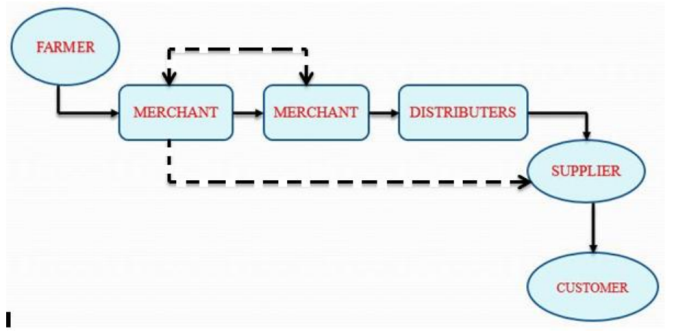 FARMER
MERCHANT
MERCHANT
DISTRIBUTERS
SUPPLIER
CUSTOMER